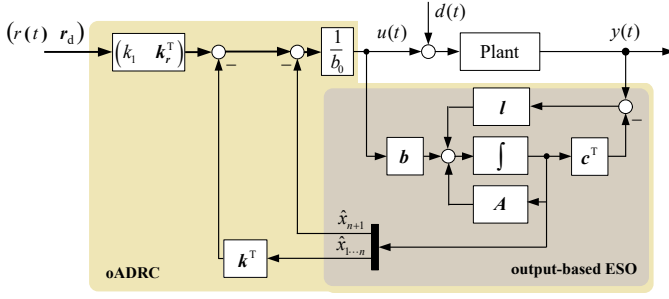 (r(t) r_d)
(k_1 k_r^T)
−
−
1/b_0
u(t)
d(t)
Plant
y(t)
−
l
b
∫
c^T
A
x̂_{n+1}
x̂_{1⋯n}
k^T
oADRC
output-based ESO